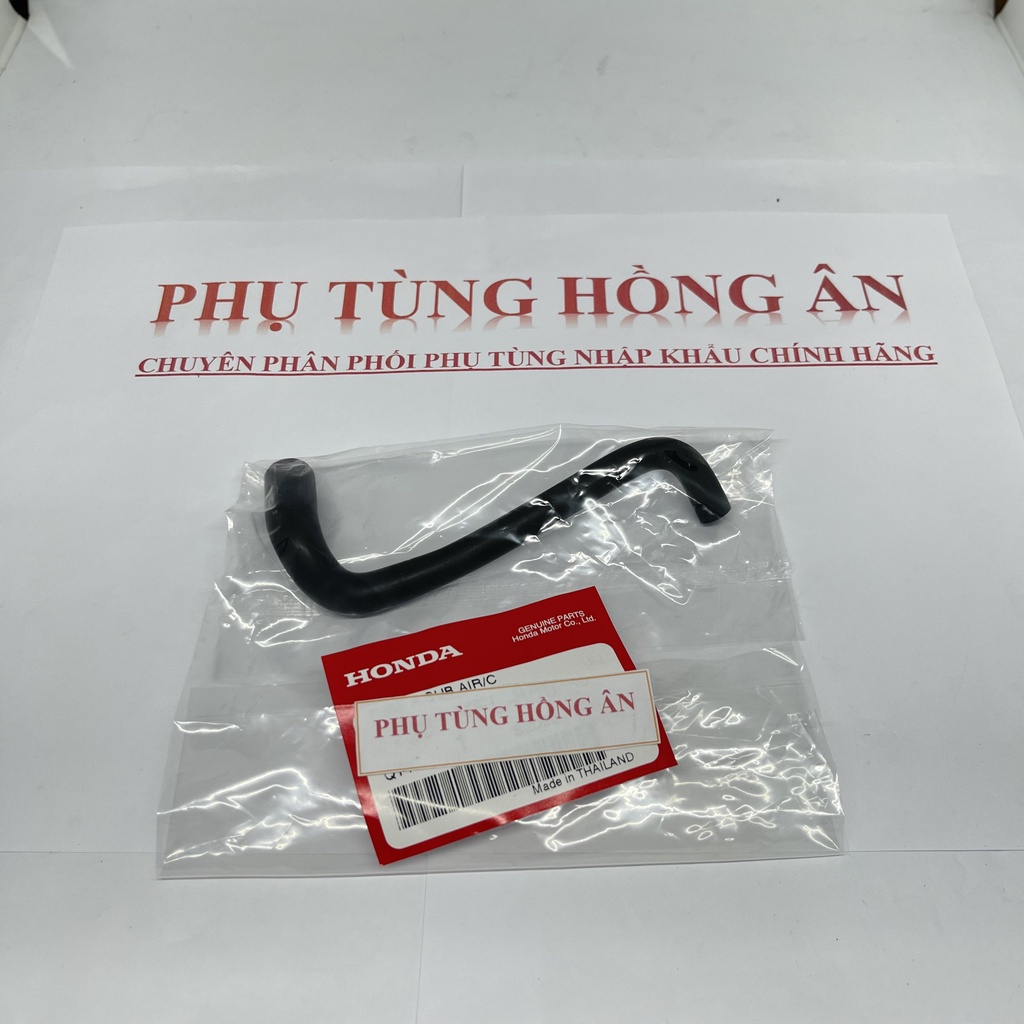 PHỤ TÙNG HỒNG ÂN
CHUYÊN PHÂN PHỐI PHỤ TÙNG NHẬP KHẨU CHÍNH HÃNG
GENUINE PARTS
Honda Motor Co., Ltd.
HONDA
AIR/C
PHỤ TÙNG HỒNG ÂN
Made in THAILAND